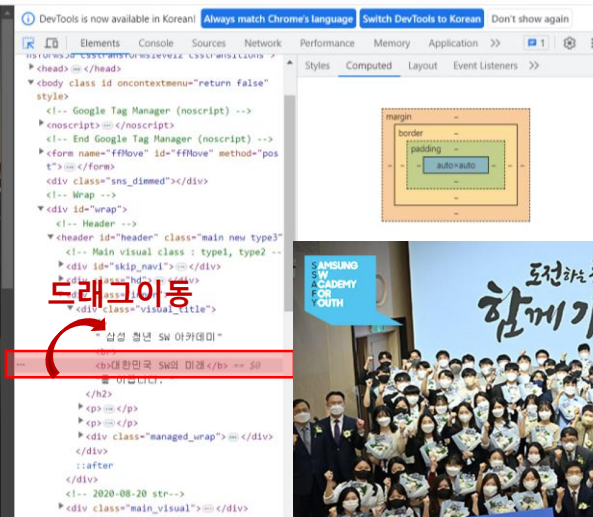 DevTools is now available in Korean! Always match Chrome's language Switch DevTools to Korean Don't show again
Elements Console Sources Network Performance Memory Application 1
Styles Computed Layout Event Listeners
<head> </head>
<body class id oncontextmenu="return false"
style>
<!-- Google Tag Manager (noscript) -->
<noscript> </noscript>
<!-- End Google Tag Manager (noscript) -->
<form name="ffMove" id="ffMove" method="pos
t"> </form>
<div class="sns_dimmed"></div>
<!-- Wrap -->
<div id="wrap">
<!-- Header -->
<header id="header" class="main new type3"
<!-- Main visual class : type1, type2 --
<div id="skip_navi"> </div>
드래그이동
<div class="visual_title">
" 삼성 청년 SW 아카데미"
<br>
<b>대한민국 SW의 미래</b> == $0
</h2>
<p> </p>
<p> </p>
<div class="managed_wrap"> </div>
</div>
::after
</div>
<!-- 2020-08-20 str-->
<div class="main_visual"> </div>
margin -
border -
padding -
auto×auto
SAMSUNG
SW
ACADEMY
FOR
YOUTH
도전하는
함께